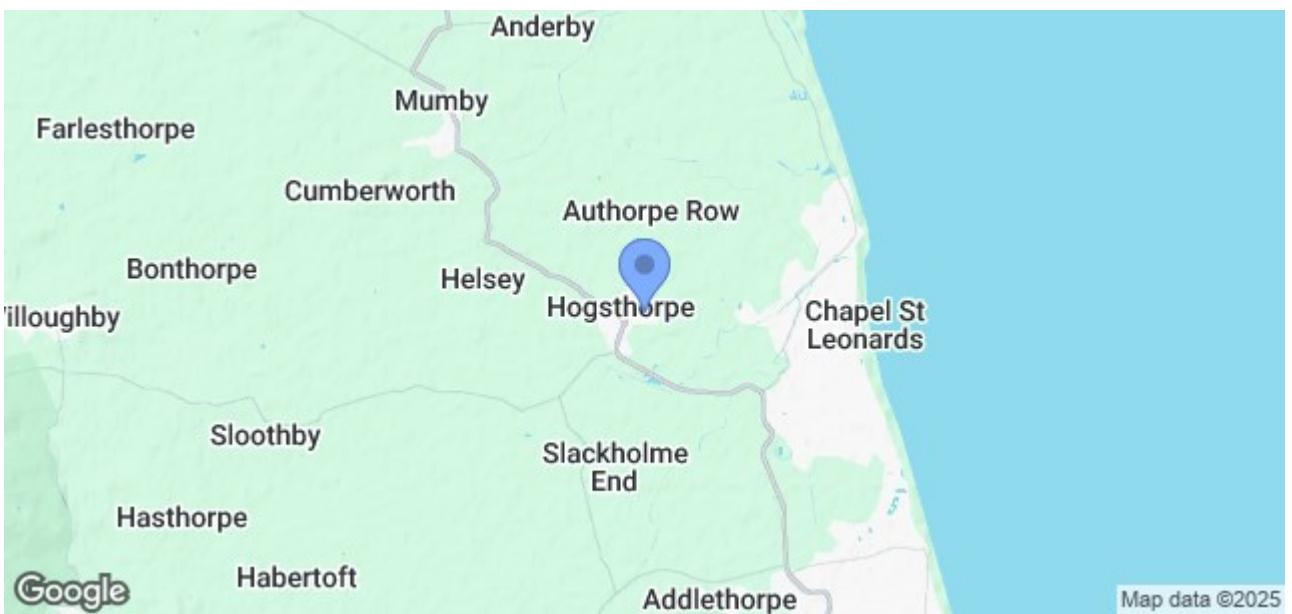 Anderby
Mumby
Farlesthorpe
Cumberworth
Authorpe Row
Bonthorpe
Helsey
Hogsthorpe
illoughby
Chapel St
Leonards
Sloothby
Slackholme
End
Hasthorpe
Habertoft
Addlethorpe
Google
Map data ©2025